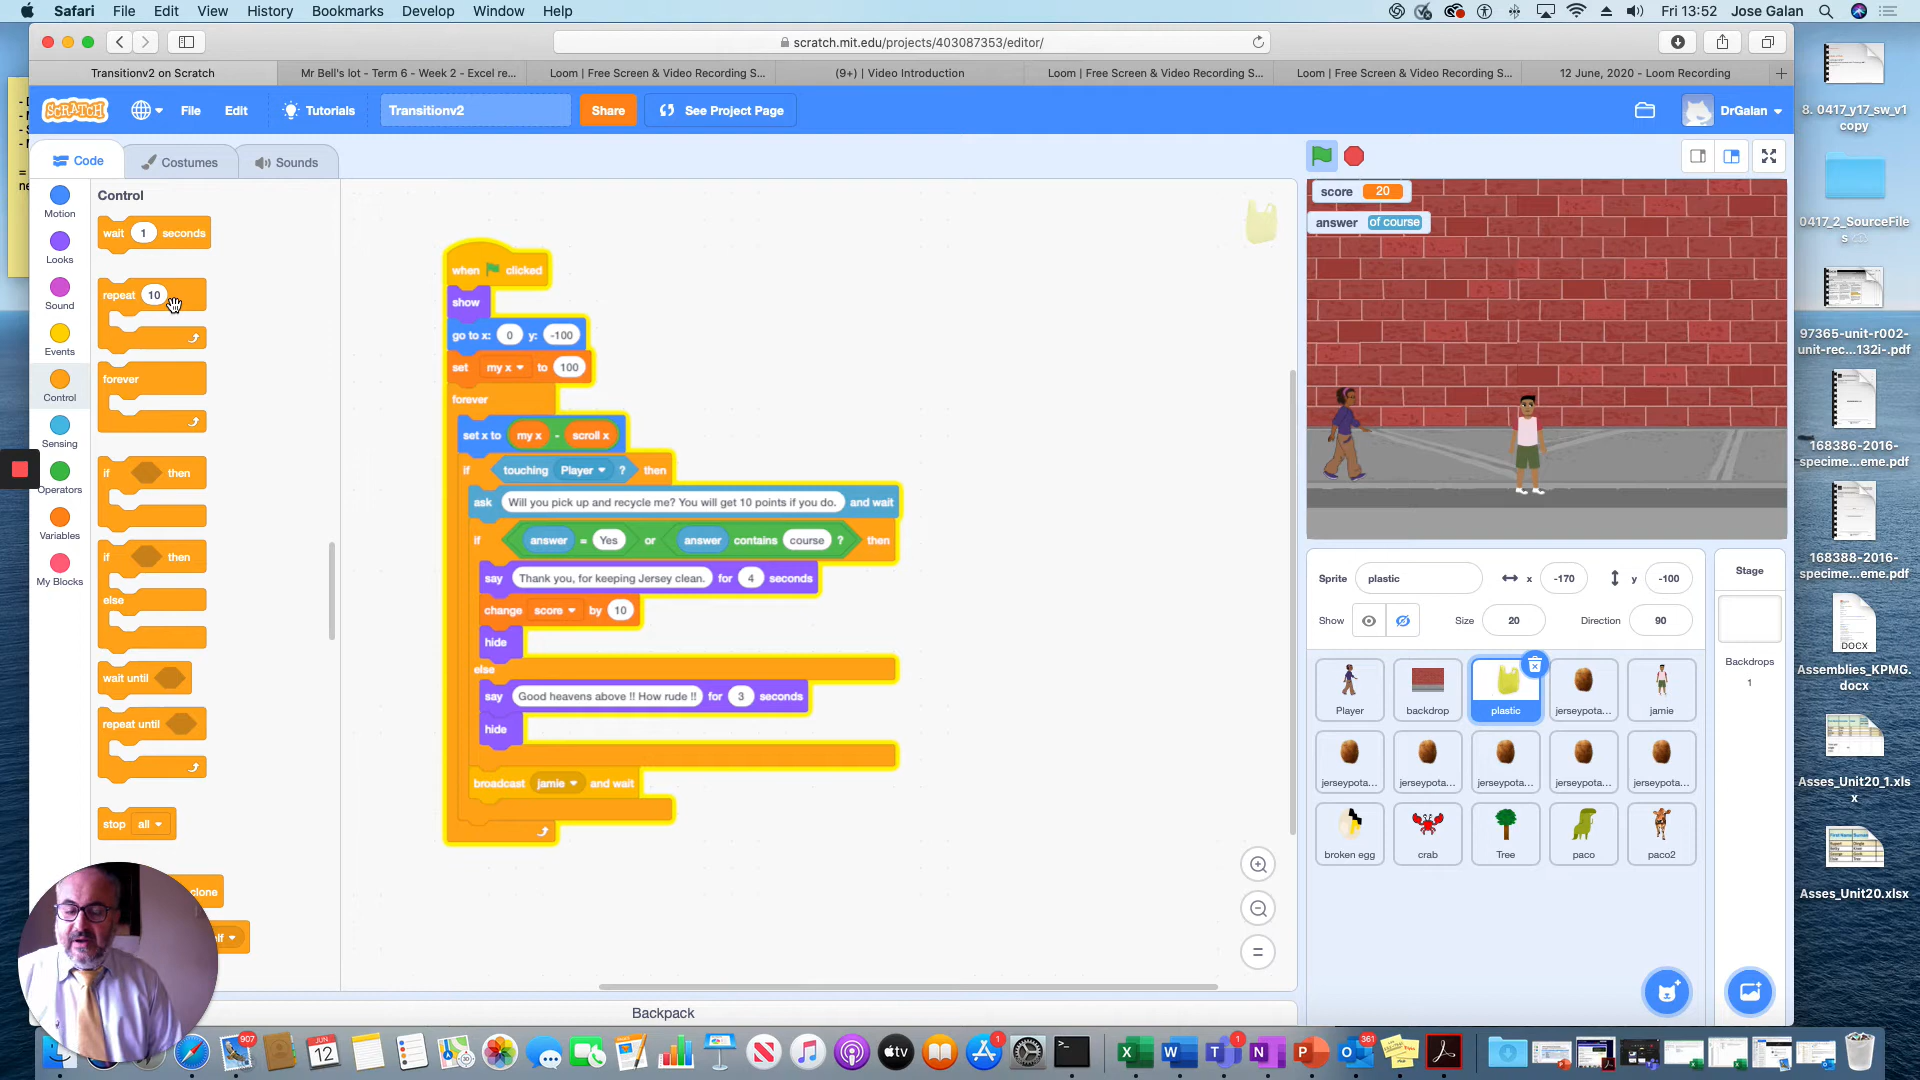 Safari File Edit View History Bookmarks Develop Window Help Fri 13:52 Jose Galan
scratch.mit.edu/projects/403087353/editor/
Transitionv2 on Scratch
Mr Bell's lot - Term 6 - Week 2 - Excel re...
Loom | Free Screen & Video Recording S...
(9+) | Video Introduction
Loom | Free Screen & Video Recording S...
Loom | Free Screen & Video Recording S...
12 June, 2020 - Loom Recording
SCRATCH File Edit Tutorials Transitionv2 Share See Project Page DrGalan
Code Costumes Sounds
Motion
Looks
Sound
Events
Control
Sensing
Operators
Variables
My Blocks
Control
wait 1 seconds
repeat 10
forever
if then
if then
else
wait until
repeat until
stop all
clone
when clicked
show
go to x: 0 y: -100
set my x to 100
forever
set x to my x - scroll x
if touching Player ? then
ask Will you pick up and recycle me? You will get 10 points if you do. and wait
if answer = Yes or answer contains course ? then
say Thank you, for keeping Jersey clean. for 4 seconds
change score by 10
hide
else
say Good heavens above !! How rude !! for 3 seconds
hide
broadcast jamie and wait
Backpack
score 20
answer of course
Sprite plastic x -170 y -100
Show Size 20 Direction 90
Player backdrop plastic jerseypota... jamie
jerseypota... jerseypota... jerseypota... jerseypota... jerseypota...
broken egg crab Tree paco paco2
Stage
Backdrops
1
8. 0417_y17_sw_v1 copy
0417_2_SourceFiles
97365-unit-r002-unit-rec...132i-.pdf
168386-2016-specime...eme.pdf
168388-2016-specime...eme.pdf
DOCX
Assemblies_KPMG.docx
Asses_Unit20_1.xlsx
Asses_Unit20.xlsx
907
JUN
12
1
1
361